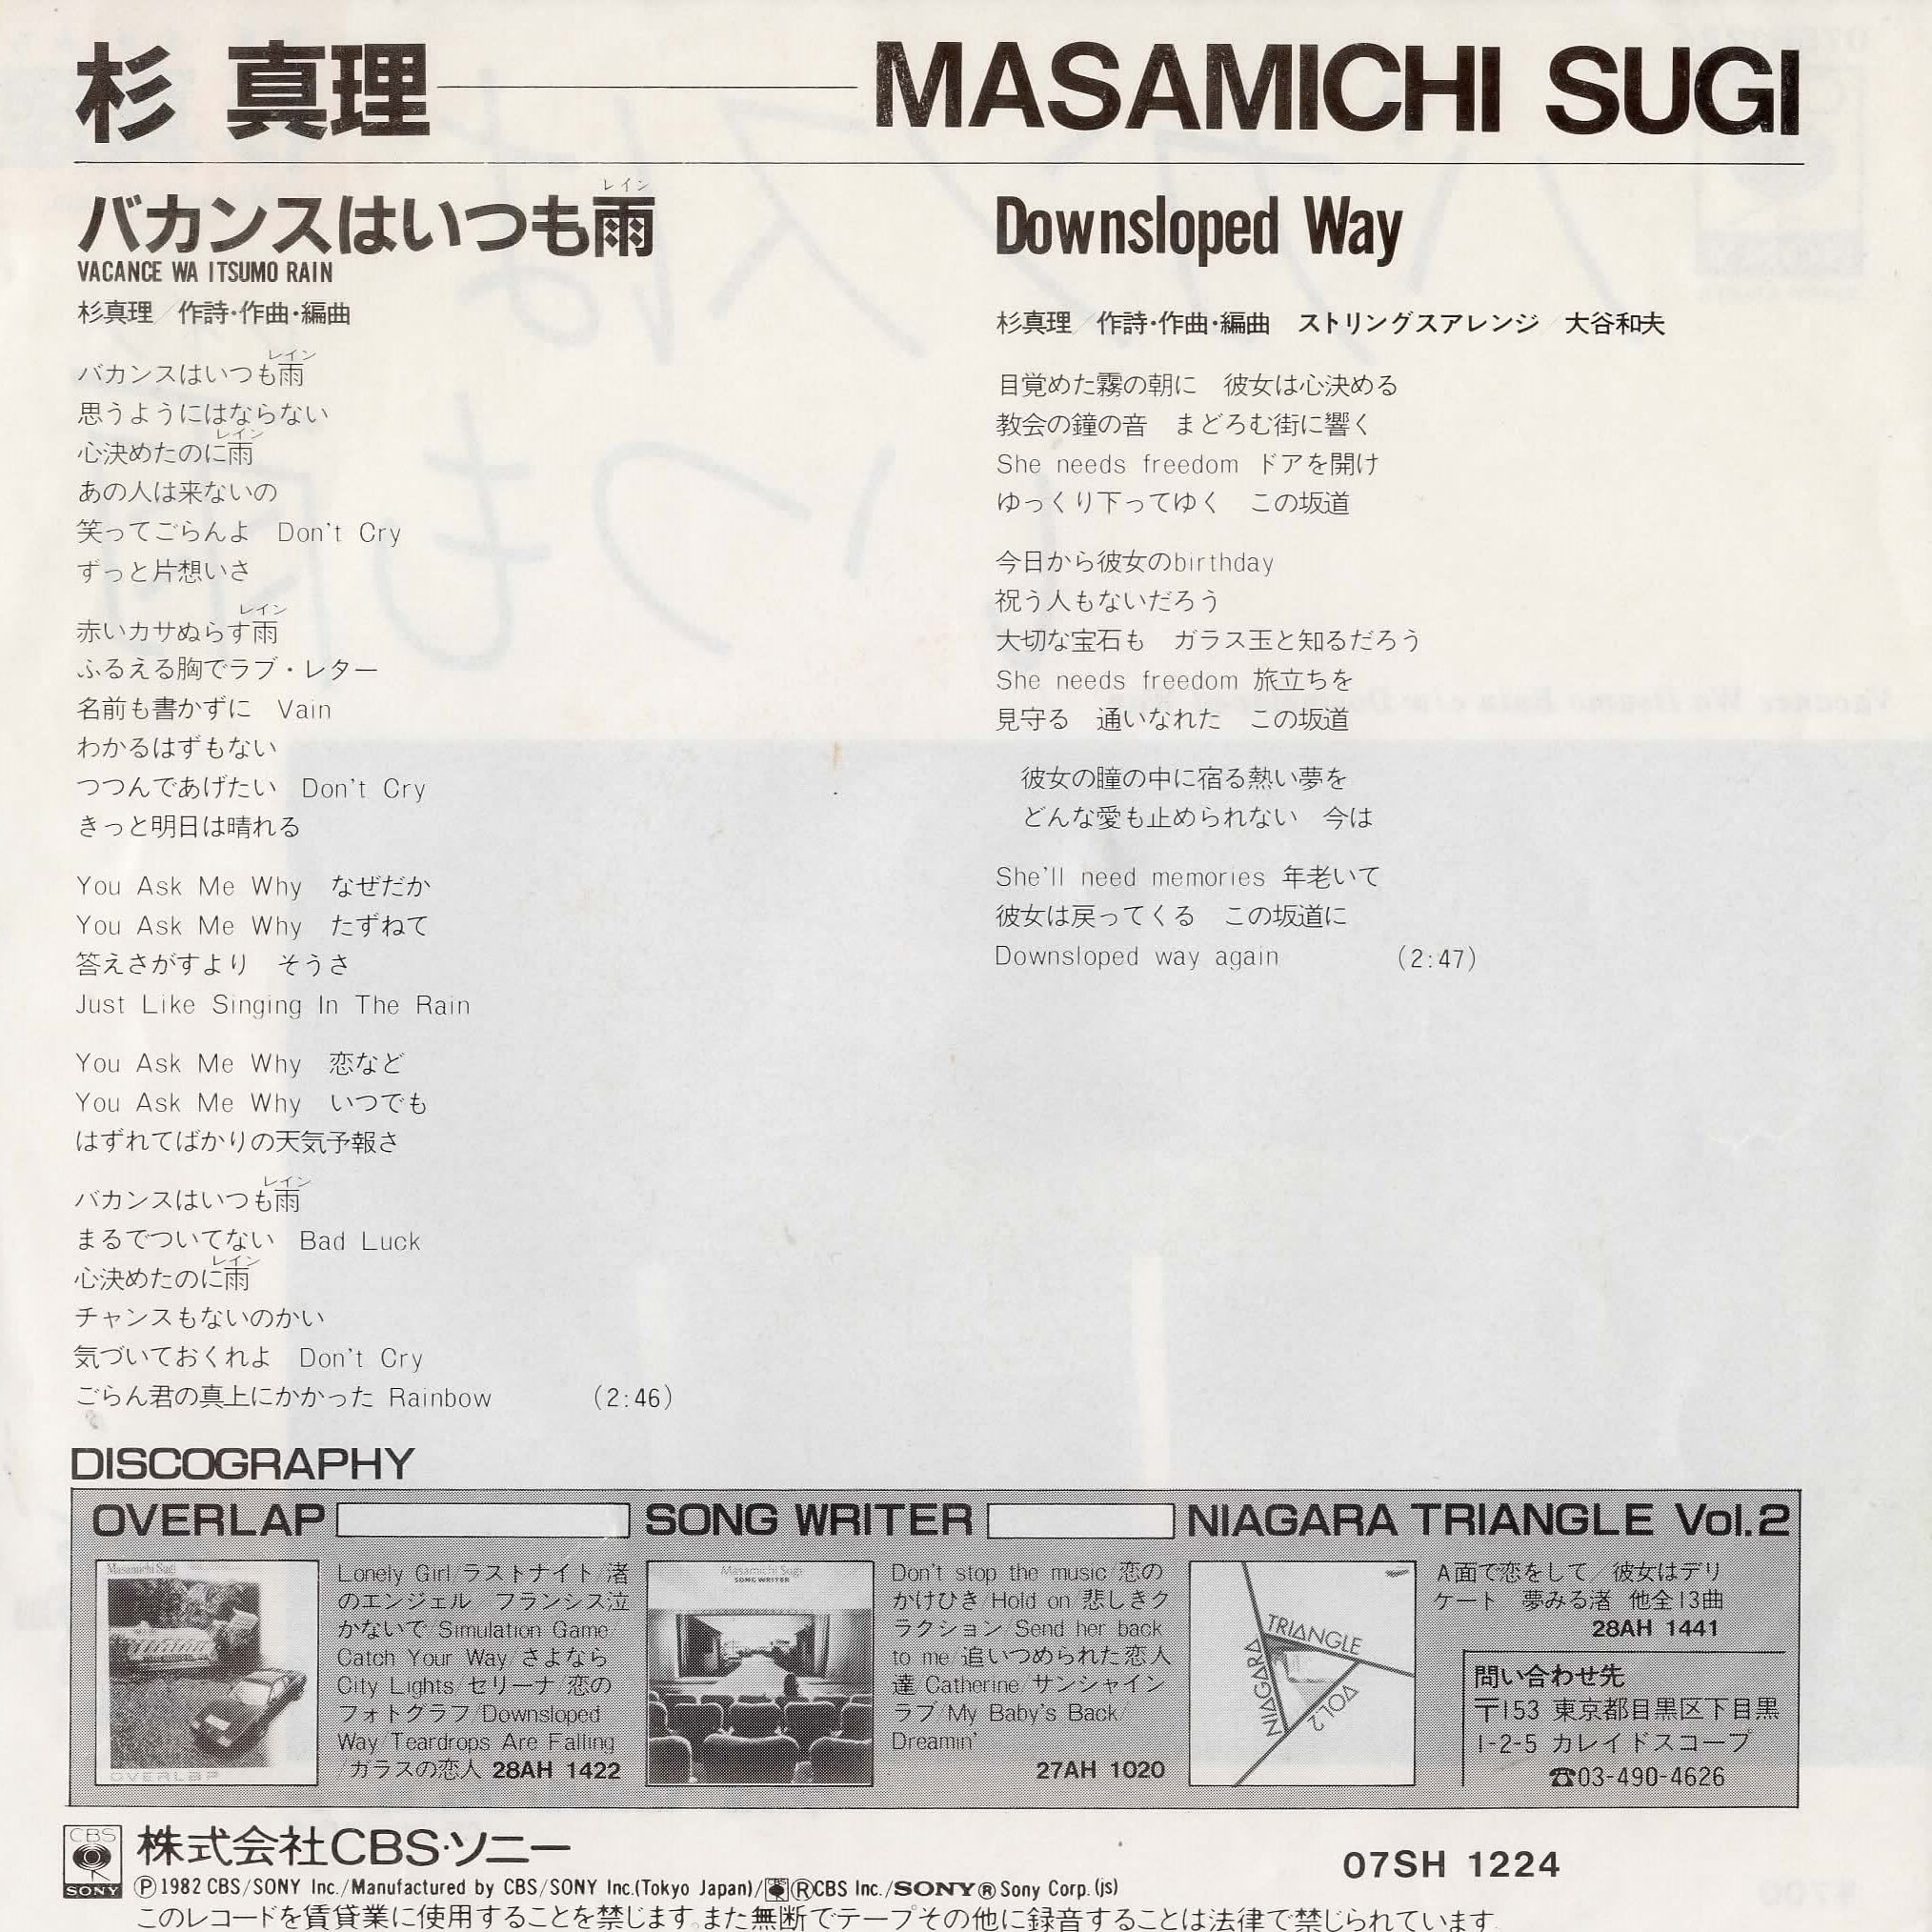 杉 真理 MASAMICHI SUGI
レイン
バカンスはいつも雨
VACANCE WA ITSUMO RAIN
杉真理／作詩・作曲・編曲
レイン
バカンスはいつも雨
思うようにはならない
レイン
心決めたのに雨
あの人は来ないの
笑ってごらんよ　Don't Cry
ずっと片想いさ
レイン
赤いカサぬらす雨
ふるえる胸でラブ・レター
名前も書かずに　Vain
わかるはずもない
つつんであげたい　Don't Cry
きっと明日は晴れる
You Ask Me Why　なぜだか
You Ask Me Why　たずねて
答えさがすより　そうさ
Just Like Singing In The Rain
You Ask Me Why　恋など
You Ask Me Why　いつでも
はずれてばかりの天気予報さ
レイン
バカンスはいつも雨
まるでついてない　Bad Luck
レイン
心決めたのに雨
チャンスもないのかい
気づいておくれよ　Don't Cry
ごらん君の真上にかかった Rainbow　(2:46)
Downsloped Way
杉真理／作詩・作曲・編曲　ストリングスアレンジ／大谷和夫
目覚めた霧の朝に　彼女は心決める
教会の鐘の音　まどろむ街に響く
She needs freedom ドアを開け
ゆっくり下ってゆく　この坂道
今日から彼女のbirthday
祝う人もないだろう
大切な宝石も　ガラス玉と知るだろう
She needs freedom 旅立ちを
見守る　通いなれた　この坂道
彼女の瞳の中に宿る熱い夢を
どんな愛も止められない　今は
She'll need memories 年老いて
彼女は戻ってくる　この坂道に
Downsloped way again　(2:47)
DISCOGRAPHY
OVERLAP
Masamichi Sugi
OVERLAP
Lonely Girl/ラストナイト/渚
のエンジェル／フランシス泣
かないで/Simulation Game/
Catch Your Way/さよなら
City Lights/セリーナ/恋の
フォトグラフ/Downsloped
Way/Teardrops Are Falling
/ガラスの恋人 28AH 1422
SONG WRITER
Masamichi Sugi
SONG WRITER
Don't stop the music/恋の
かけひき/Hold on/悲しきク
ラクション/Send her back
to me/追いつめられた恋人
達/Catherine/サンシャイン
ラブ/My Baby's Back/
Dreamin'
27AH 1020
NIAGARA TRIANGLE Vol.2
NIAGARA
TRIANGLE
VOL.2
A面で恋をして／彼女はデリ
ケート　夢みる渚　他全13曲
28AH 1441
問い合わせ先
〒153 東京都目黒区下目黒
1-2-5 カレイドスコープ
☎03-490-4626
CBS
SONY
株式会社CBS・ソニー
07SH 1224
Ⓟ1982 CBS/SONY Inc./Manufactured by CBS/SONY Inc.(Tokyo Japan)/ⓇCBS Inc./SONY® Sony Corp. (js)
このレコードを賃貸業に使用することを禁じます。また無断でテープその他に録音することは法律で禁じられています。